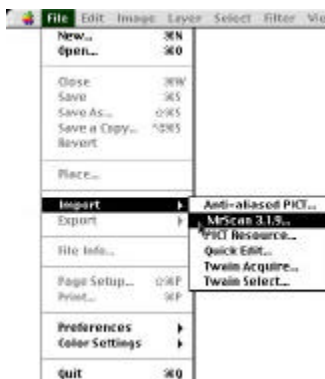 File Edit Image Layer Select Filter Vie
New... ⌘N
Open... ⌘O
Close ⌘W
Save ⌘S
Save As... ⇧⌘S
Save a Copy... ⌥⌘S
Revert
Place...
Import
Anti-aliased PICT...
Export
MrScan 3.1.9...
PICT Resource...
File Info...
Quick Edit...
Twain Acquire...
Page Setup... ⇧⌘P
Twain Select...
Print... ⌘P
Preferences
Color Settings
Quit ⌘Q